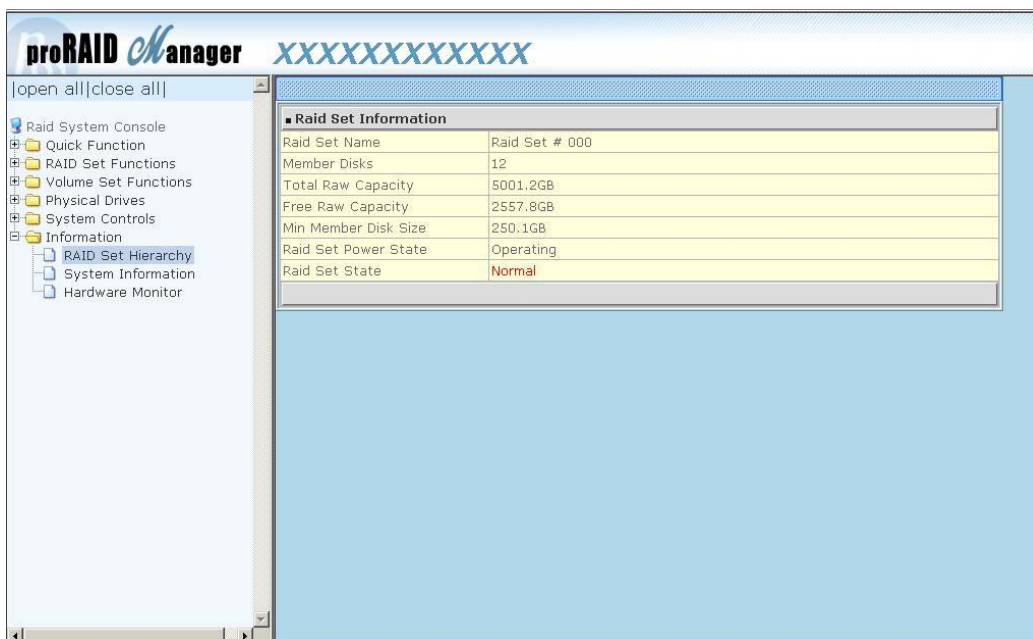 proRAID Manager XXXXXXXXXXXX
|open all|close all|
Raid System Console
Quick Function
RAID Set Functions
Volume Set Functions
Physical Drives
System Controls
Information
RAID Set Hierarchy
System Information
Hardware Monitor
Raid Set Information
Raid Set Name Raid Set # 000
Member Disks 12
Total Raw Capacity 5001.2GB
Free Raw Capacity 2557.8GB
Min Member Disk Size 250.1GB
Raid Set Power State Operating
Raid Set State Normal